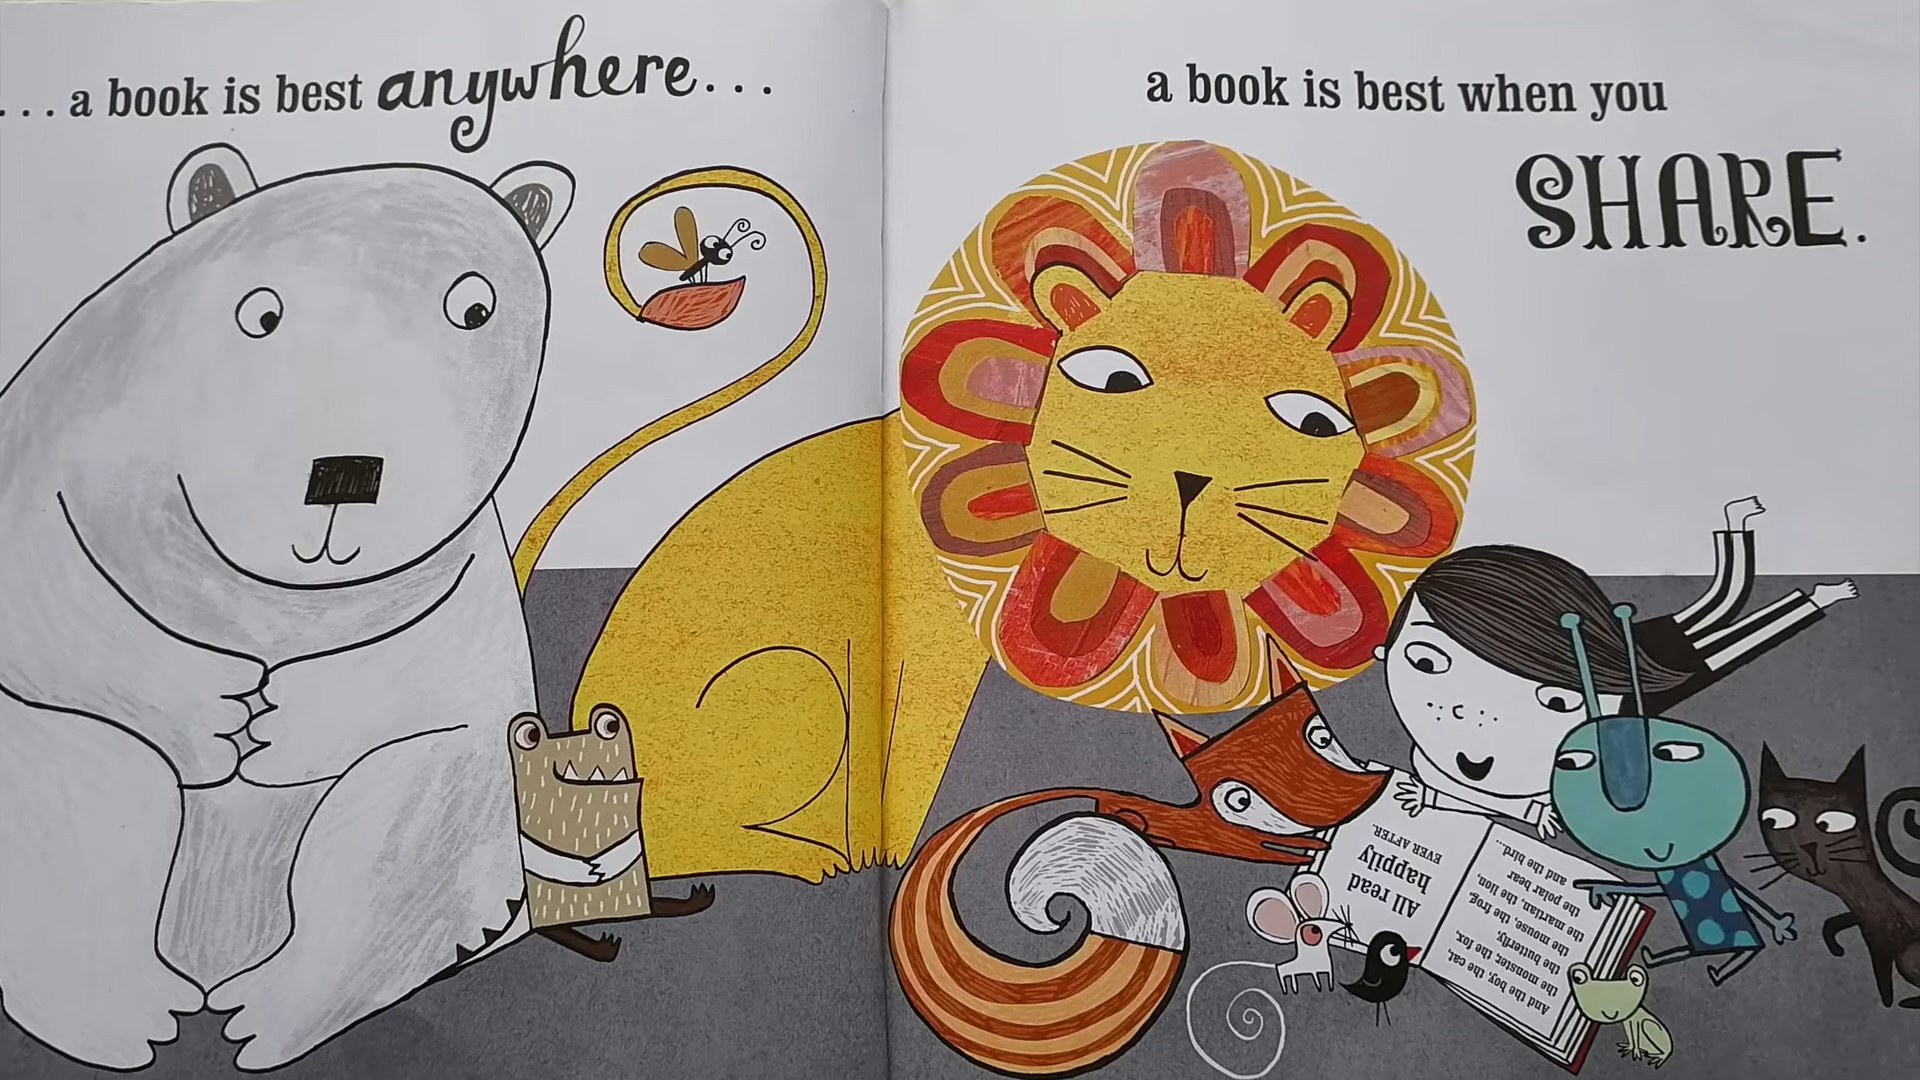 ...a book is best anywhere...
a book is best when you
SHARE.
And the boy, the cat,
the monster, the fox,
the butterfly,
the mouse, the frog,
the martian, the lion,
the polar bear
and the bird...
All read
happily
EVER AFTER.